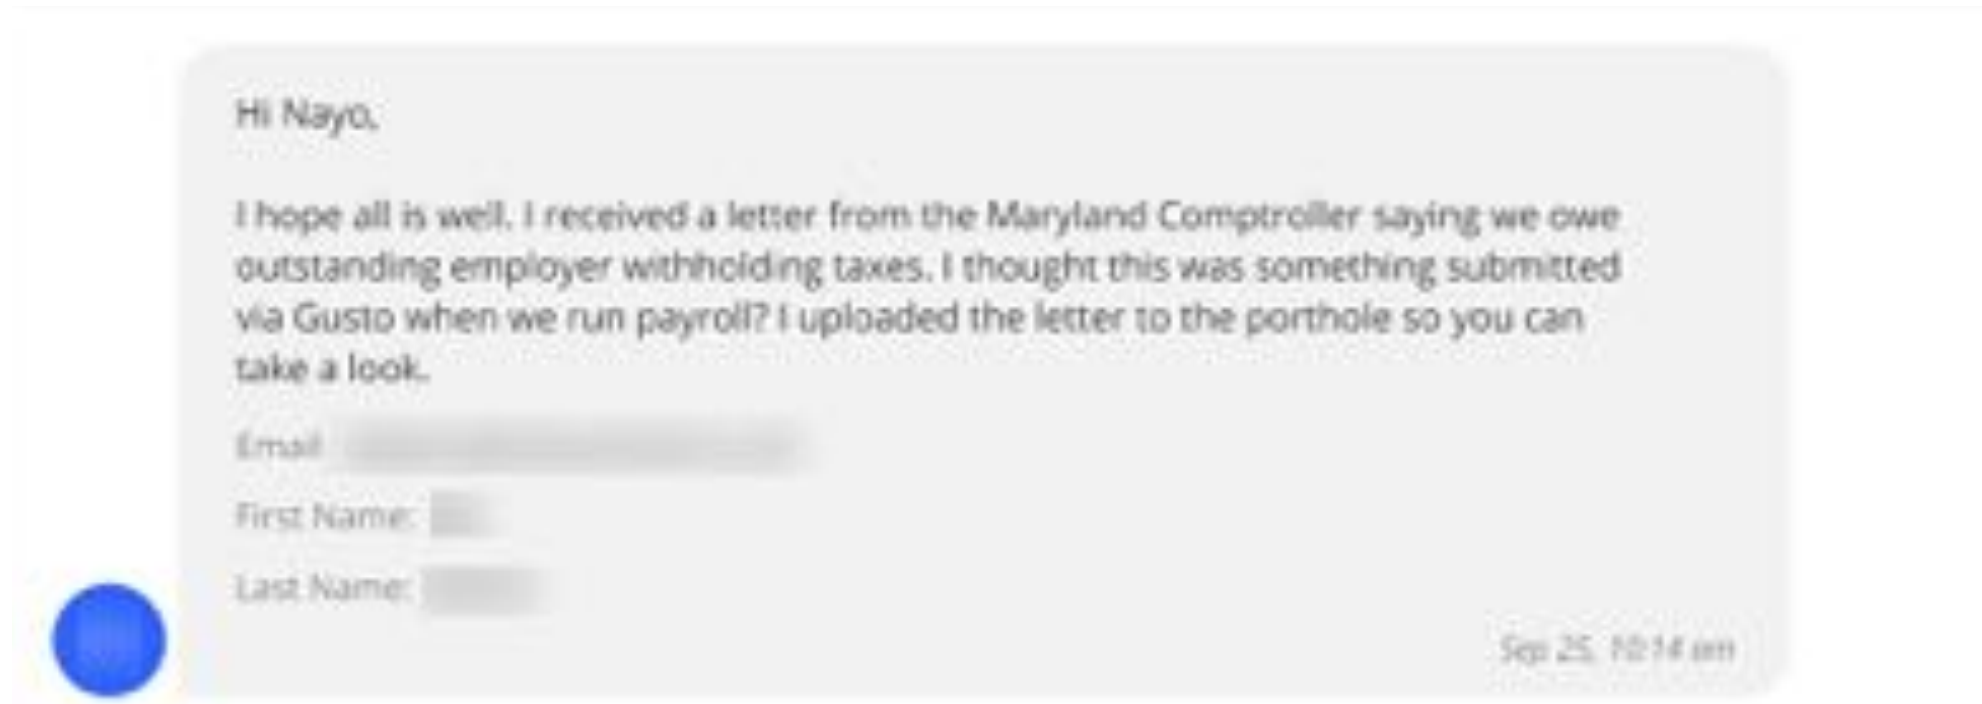 Hi Nayo,
I hope all is well. I received a letter from the Maryland Comptroller saying we owe
outstanding employer withholding taxes. I thought this was something submitted
via Gusto when we run payroll? I uploaded the letter to the porthole so you can
take a look.
Email
First Name:
Last Name:
Sep 25, 10:14 am